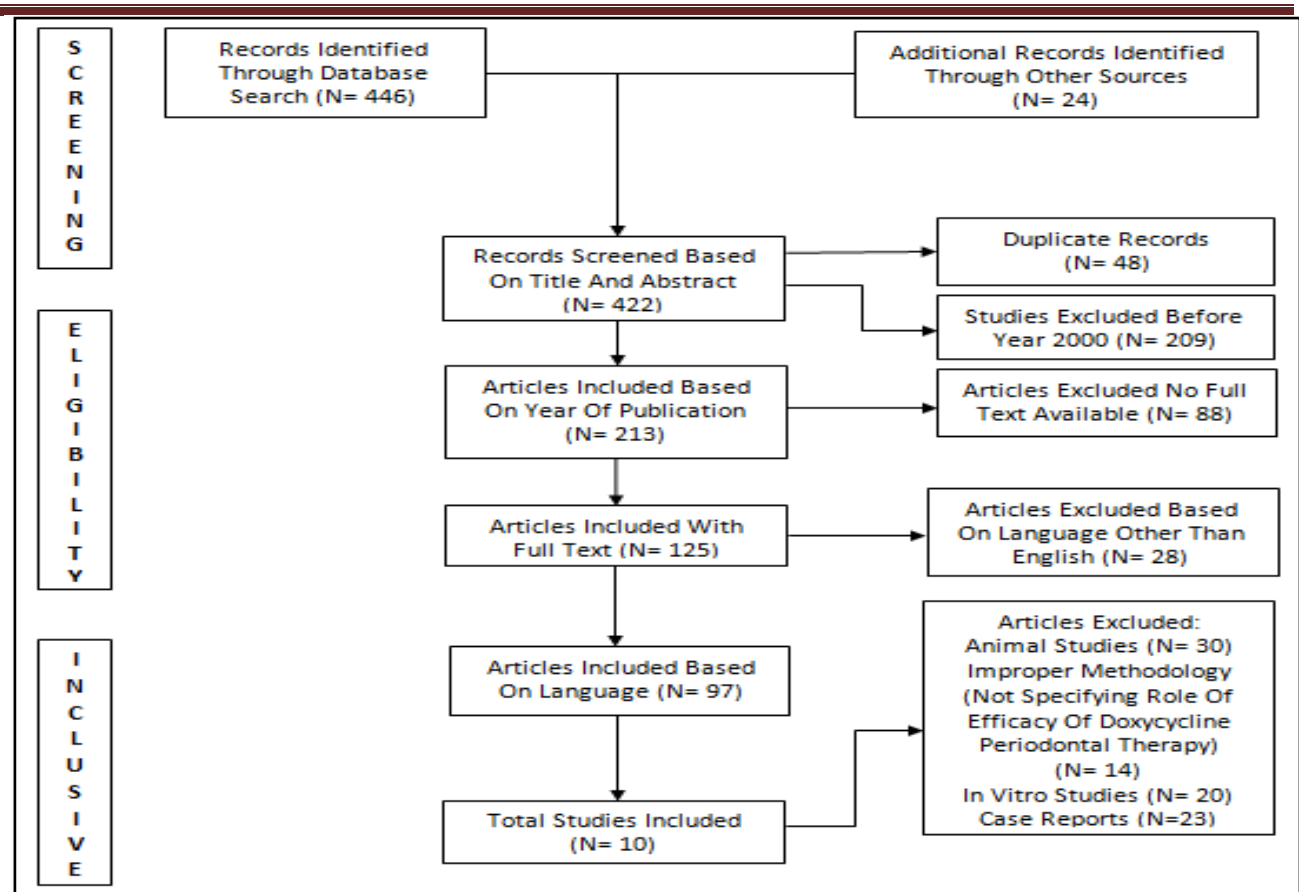 SCREENING
Records Identified
Through Database
Search (N= 446)
Additional Records Identified
Through Other Sources
(N= 24)
Records Screened Based
On Title And Abstract
(N= 422)
Duplicate Records
(N= 48)
Studies Excluded Before
Year 2000 (N= 209)
ELIGIBILITY
Articles Included Based
On Year Of Publication
(N= 213)
Articles Excluded No Full
Text Available (N= 88)
Articles Included With
Full Text (N= 125)
Articles Excluded Based
On Language Other Than
English (N= 28)
INCLUSIVE
Articles Included Based
On Language (N= 97)
Articles Excluded:
Animal Studies (N= 30)
Improper Methodology
(Not Specifying Role Of
Efficacy Of Doxycycline
Periodontal Therapy)
(N= 14)
In Vitro Studies (N= 20)
Case Reports (N=23)
Total Studies Included
(N= 10)